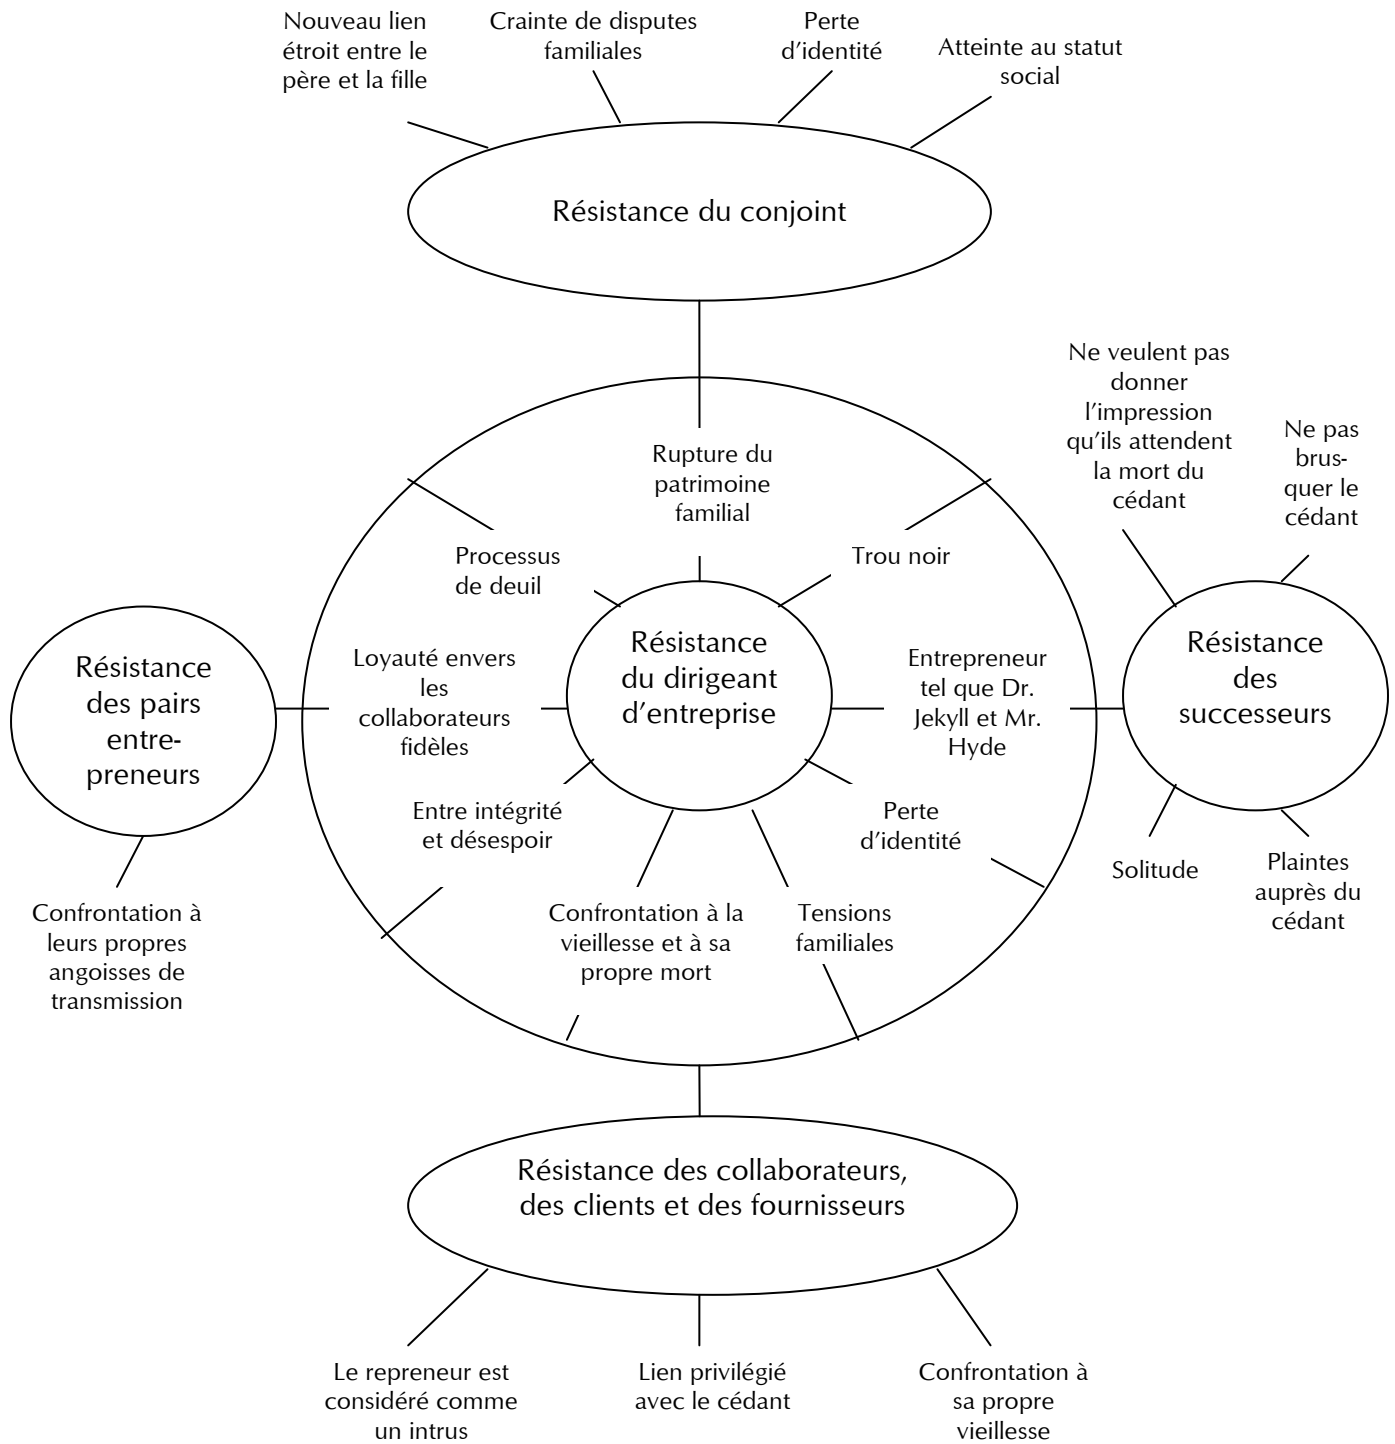 Nouveau lien
étroit entre le
père et la fille
Crainte de disputes
familiales
Perte
d’identité
Atteinte au statut
social
Résistance du conjoint
Ne veulent pas
donner
l’impression
qu’ils attendent
la mort du
cédant
Ne pas
brus-
quer le
cédant
Rupture du
patrimoine
familial
Processus
de deuil
Trou noir
Résistance
des pairs
entre-
preneurs
Loyauté envers
les
collaborateurs
fidèles
Résistance
du dirigeant
d’entreprise
Entrepreneur
tel que Dr.
Jekyll et Mr.
Hyde
Résistance
des
successeurs
Entre intégrité
et désespoir
Perte
d’identité
Solitude
Plaintes
auprès du
cédant
Confrontation à
leurs propres
angoisses de
transmission
Confrontation à la
vieillesse et à sa
propre mort
Tensions
familiales
Résistance des collaborateurs,
des clients et des fournisseurs
Le repreneur est
considéré comme
un intrus
Lien privilégié
avec le cédant
Confrontation à
sa propre
vieillesse